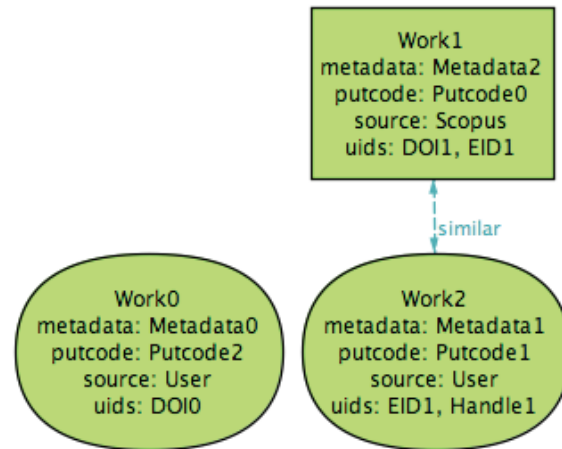 Work1
metadata: Metadata2
putcode: Putcode0
source: Scopus
uids: DOI1, EID1
similar
Work0
metadata: Metadata0
putcode: Putcode2
source: User
uids: DOI0
Work2
metadata: Metadata1
putcode: Putcode1
source: User
uids: EID1, Handle1